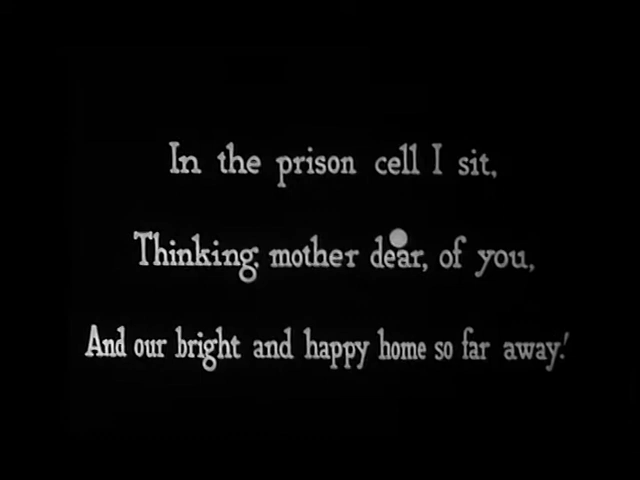 In the prison cell I sit,
Thinking, mother dear, of you,
And our bright and happy home so far away!